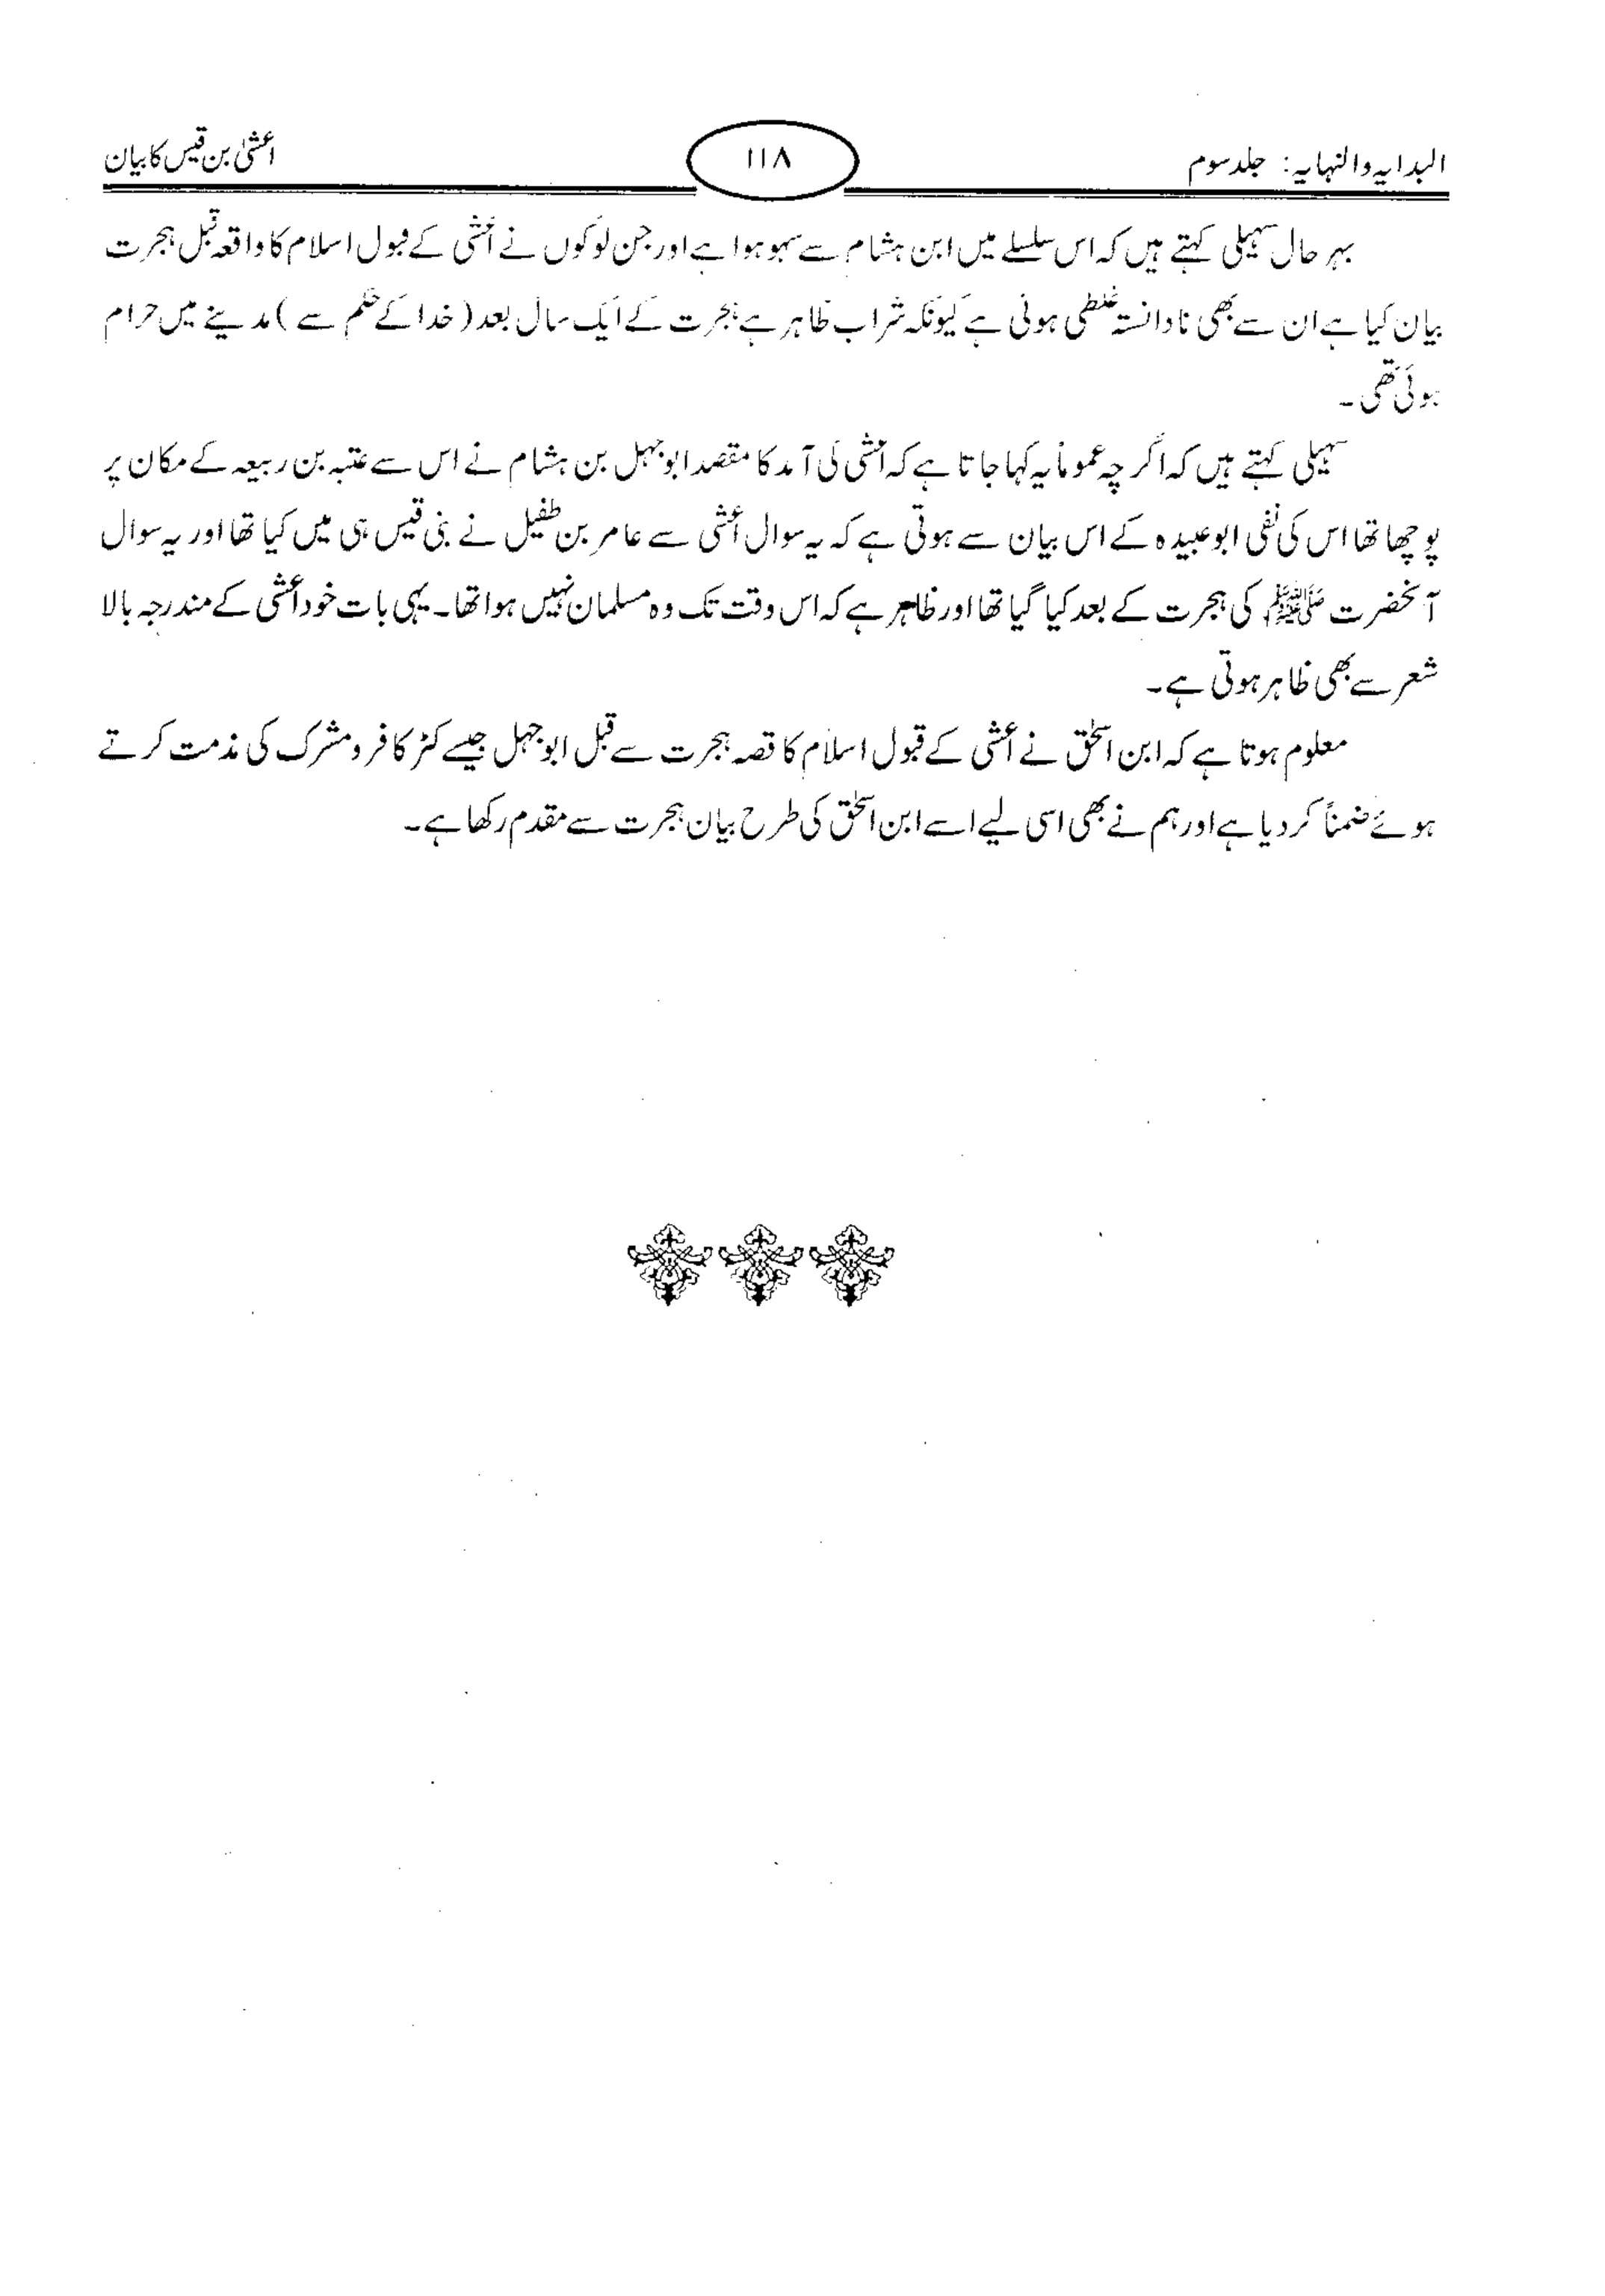 البدایہ والنہایہ: جلد سوم
۱۱۸
اعشیٰ بن قیس کا بیان
بہر حال سہیلی کہتے ہیں کہ اس سلسلے میں ابن ہشام سے سہو ہوا ہے اور جن لوگوں نے اعشی کے قبول اسلام کا واقعہ قبل ہجرت
بیان کیا ہے ان سے بھی نادانستہ غلطی ہوئی ہے کیونکہ شراب ظاہر ہے ہجرت کے ایک سال بعد (خدا کے حکم سے) مدینے میں حرام
ہوئی تھی۔
سہیلی کہتے ہیں کہ اگر چہ عموماً یہ کہا جاتا ہے کہ اعشی کی آمد کا مقصد ابوجہل بن ہشام نے اس سے عتبہ بن ربیعہ کے مکان پر
پوچھا تھا اس کی نفی ابوعبیدہ کے اس بیان سے ہوتی ہے کہ یہ سوال اعشی سے عامر بن طفیل نے بنی قیس ہی میں کیا تھا اور یہ سوال
آنحضرت ﷺ کی ہجرت کے بعد کیا گیا تھا اور ظاہر ہے کہ اس وقت تک وہ مسلمان نہیں ہوا تھا۔ یہی بات خود اعشی کے مندرجہ بالا
شعر سے بھی ظاہر ہوتی ہے۔
معلوم ہوتا ہے کہ ابن اسحٰق نے اعشی کے قبول اسلام کا قصہ ہجرت سے قبل ابوجہل جیسے کٹر کافر و مشرک کی مذمت کرتے
ہوئے ضمناً کر دیا ہے اور ہم نے بھی اسی لیے اسے ابن اسحٰق کی طرح بیان ہجرت سے مقدم رکھا ہے۔